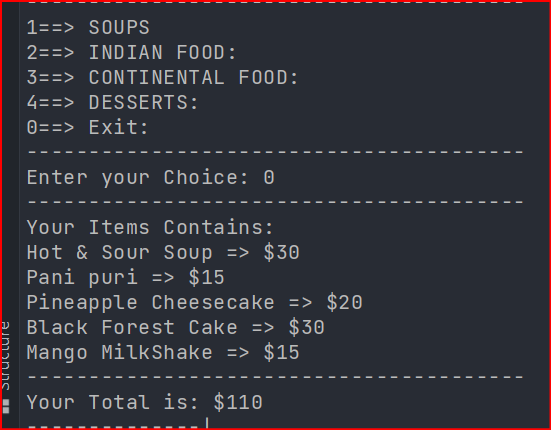 ----------------------------------------
1==> SOUPS
2==> INDIAN FOOD:
3==> CONTINENTAL FOOD:
4==> DESSERTS:
0==> Exit:
----------------------------------------
Enter your Choice: 0
----------------------------------------
Your Items Contains:
Hot & Sour Soup => $30
Pani puri => $15
Pineapple Cheesecake => $20
Black Forest Cake => $30
Mango MilkShake => $15
----------------------------------------
Your Total is: $110
--------------
Structure